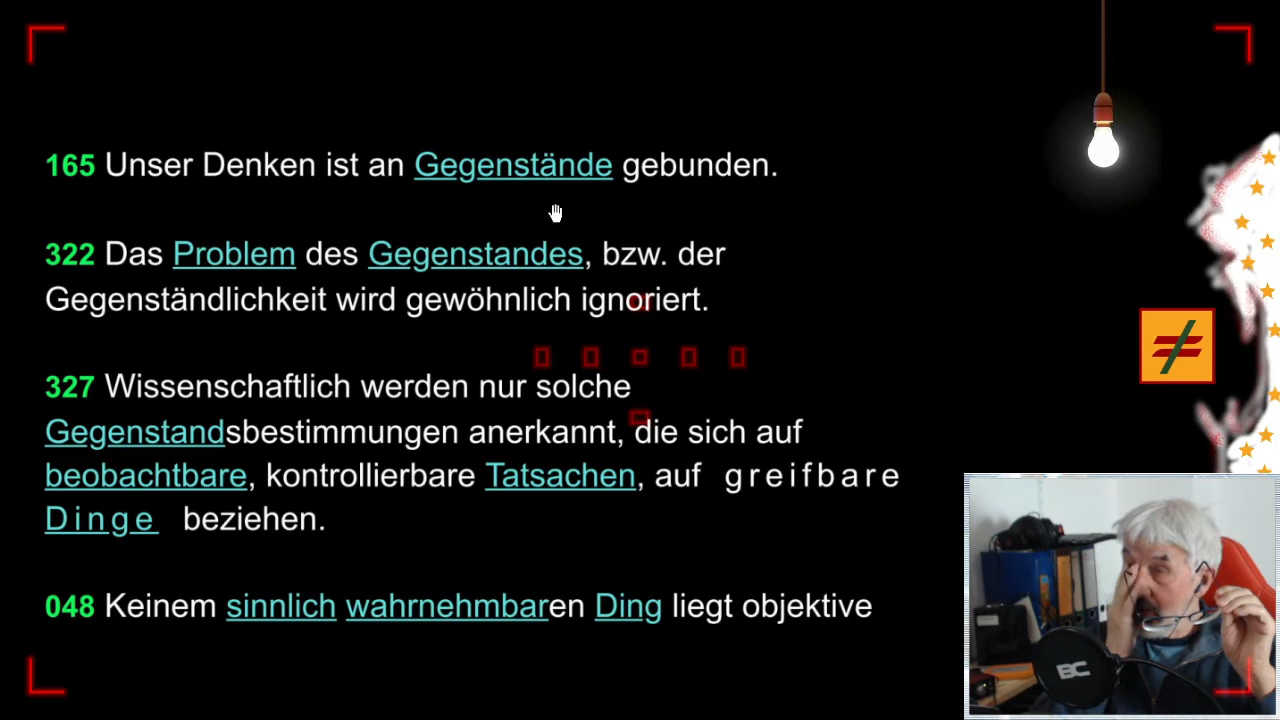 165 Unser Denken ist an Gegenstände gebunden.
322 Das Problem des Gegenstandes, bzw. der
Gegenständlichkeit wird gewöhnlich ignoriert.
327 Wissenschaftlich werden nur solche
Gegenstandsbestimmungen anerkannt, die sich auf
beobachtbare, kontrollierbare Tatsachen, auf greifbare
Dinge beziehen.
048 Keinem sinnlich wahrnehmbaren Ding liegt objektive
≠
BC